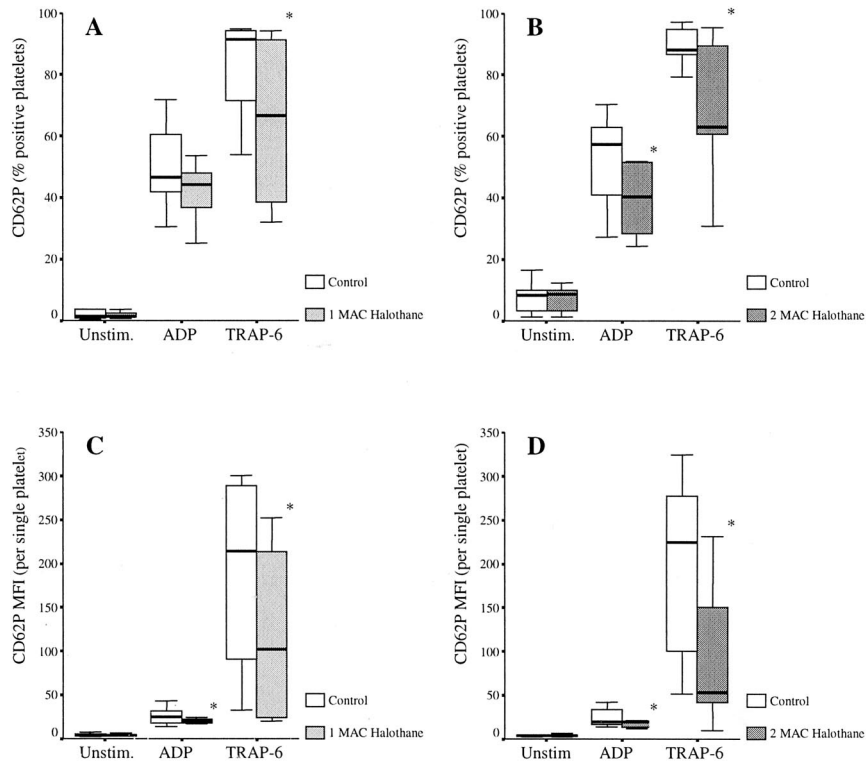 A
CD62P (% positive platelets)
100
80
60
40
20
0
*
Control
1 MAC Halothane
Unstim. ADP TRAP-6
B
CD62P (% positive platelets)
100
80
60
40
20
0
*
*
Control
2 MAC Halothane
Unstim. ADP TRAP-6
C
CD62P MFI (per single platelet)
350
300
250
200
150
100
50
0
*
*
Control
1 MAC Halothane
Unstim. ADP TRAP-6
D
CD62P MFI (per single platelet)
350
300
250
200
150
100
50
0
*
*
Control
2 MAC Halothane
Unstim ADP TRAP-6